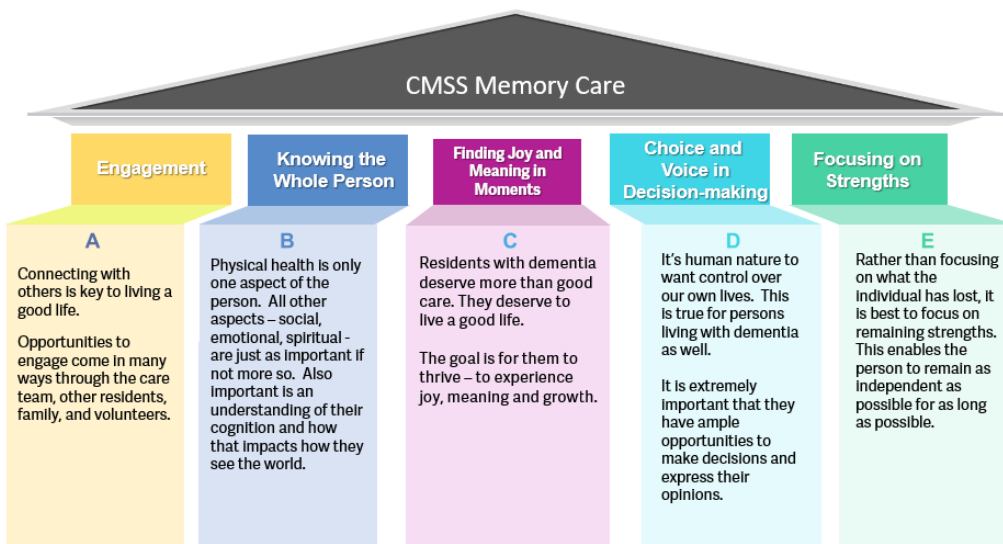 CMSS Memory Care
Engagement
A
Connecting with
others is key to living a
good life.
Opportunities to
engage come in many
ways through the care
team, other residents,
family, and volunteers.
Knowing the
Whole Person
B
Physical health is only
one aspect of the
person.  All other
aspects – social,
emotional, spiritual -
are just as important if
not more so.  Also
important is an
understanding of their
cognition and how
that impacts how they
see the world.
Finding Joy and
Meaning in
Moments
C
Residents with dementia
deserve more than good
care. They deserve to
live a good life.
The goal is for them to
thrive – to experience
joy, meaning and growth.
Choice and
Voice in
Decision-making
D
It’s human nature to
want control over
our own lives.  This
is true for persons
living with dementia
as well.
It is extremely
important that they
have ample
opportunities to
make decisions and
express their
opinions.
Focusing on
Strengths
E
Rather than focusing
on what the
individual has lost, it
is best to focus on
remaining strengths.
This enables the
person to remain as
independent as
possible for as long
as possible.